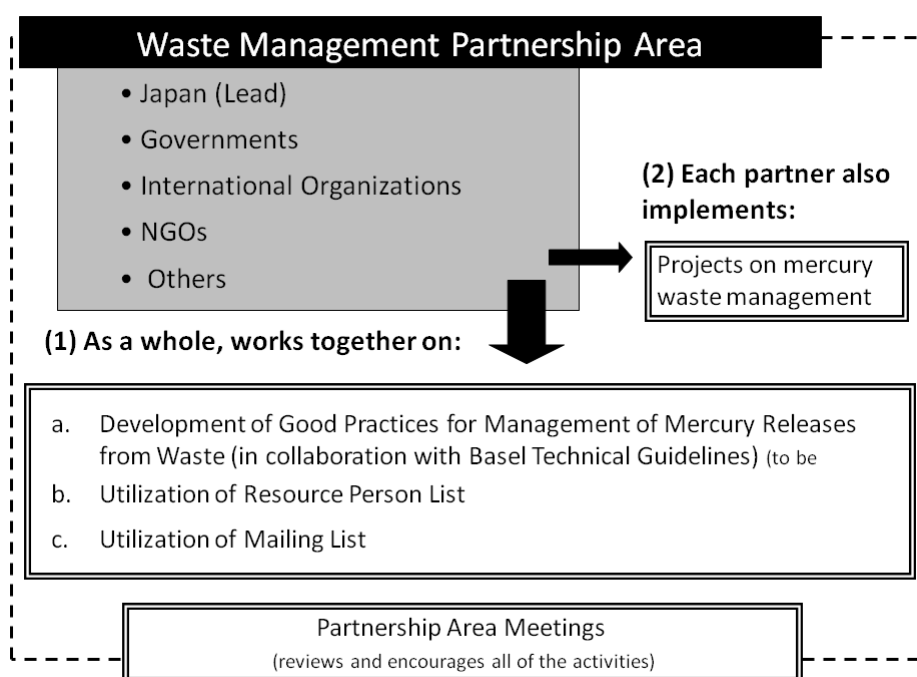 Waste Management Partnership Area
• Japan (Lead)
• Governments
• International Organizations
• NGOs
• Others
(2) Each partner also
implements:
Projects on mercury
waste management
(1) As a whole, works together on:
a. Development of Good Practices for Management of Mercury Releases
from Waste (in collaboration with Basel Technical Guidelines) (to be
b. Utilization of Resource Person List
c. Utilization of Mailing List
Partnership Area Meetings
(reviews and encourages all of the activities)